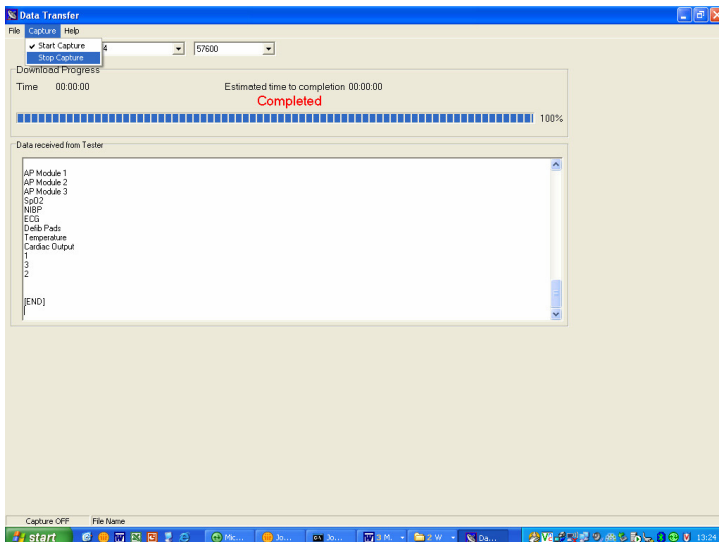 Data Transfer
File Capture Help
Start Capture
Stop Capture
4
57600
Download Progress
Time 00:00:00 Estimated time to completion 00:00:00
Completed
100%
Data received from Tester
AP Module 1
AP Module 2
AP Module 3
Sp02
NIBP
ECG
Defib Pads
Temperature
Cardiac Output
1
3
2
[END]
Capture OFF File Name
start Mic... Jo... Jo... 3 M. 2 W Da... 13:24